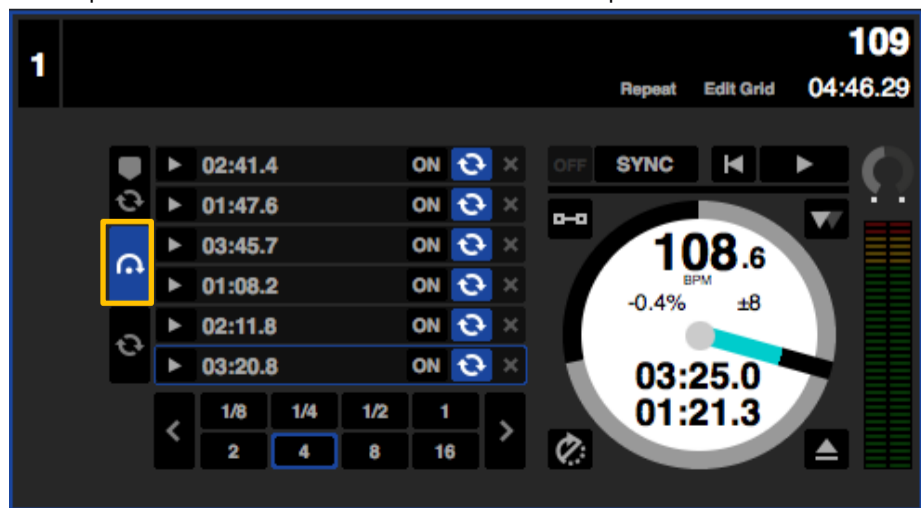 1
109
Repeat Edit Grid 04:46.29
02:41.4 ON
01:47.6 ON
03:45.7 ON
01:08.2 ON
02:11.8 ON
03:20.8 ON
1/8 1/4 1/2 1
2 4 8 16
OFF SYNC
108.6
BPM
-0.4% ±8
03:25.0
01:21.3